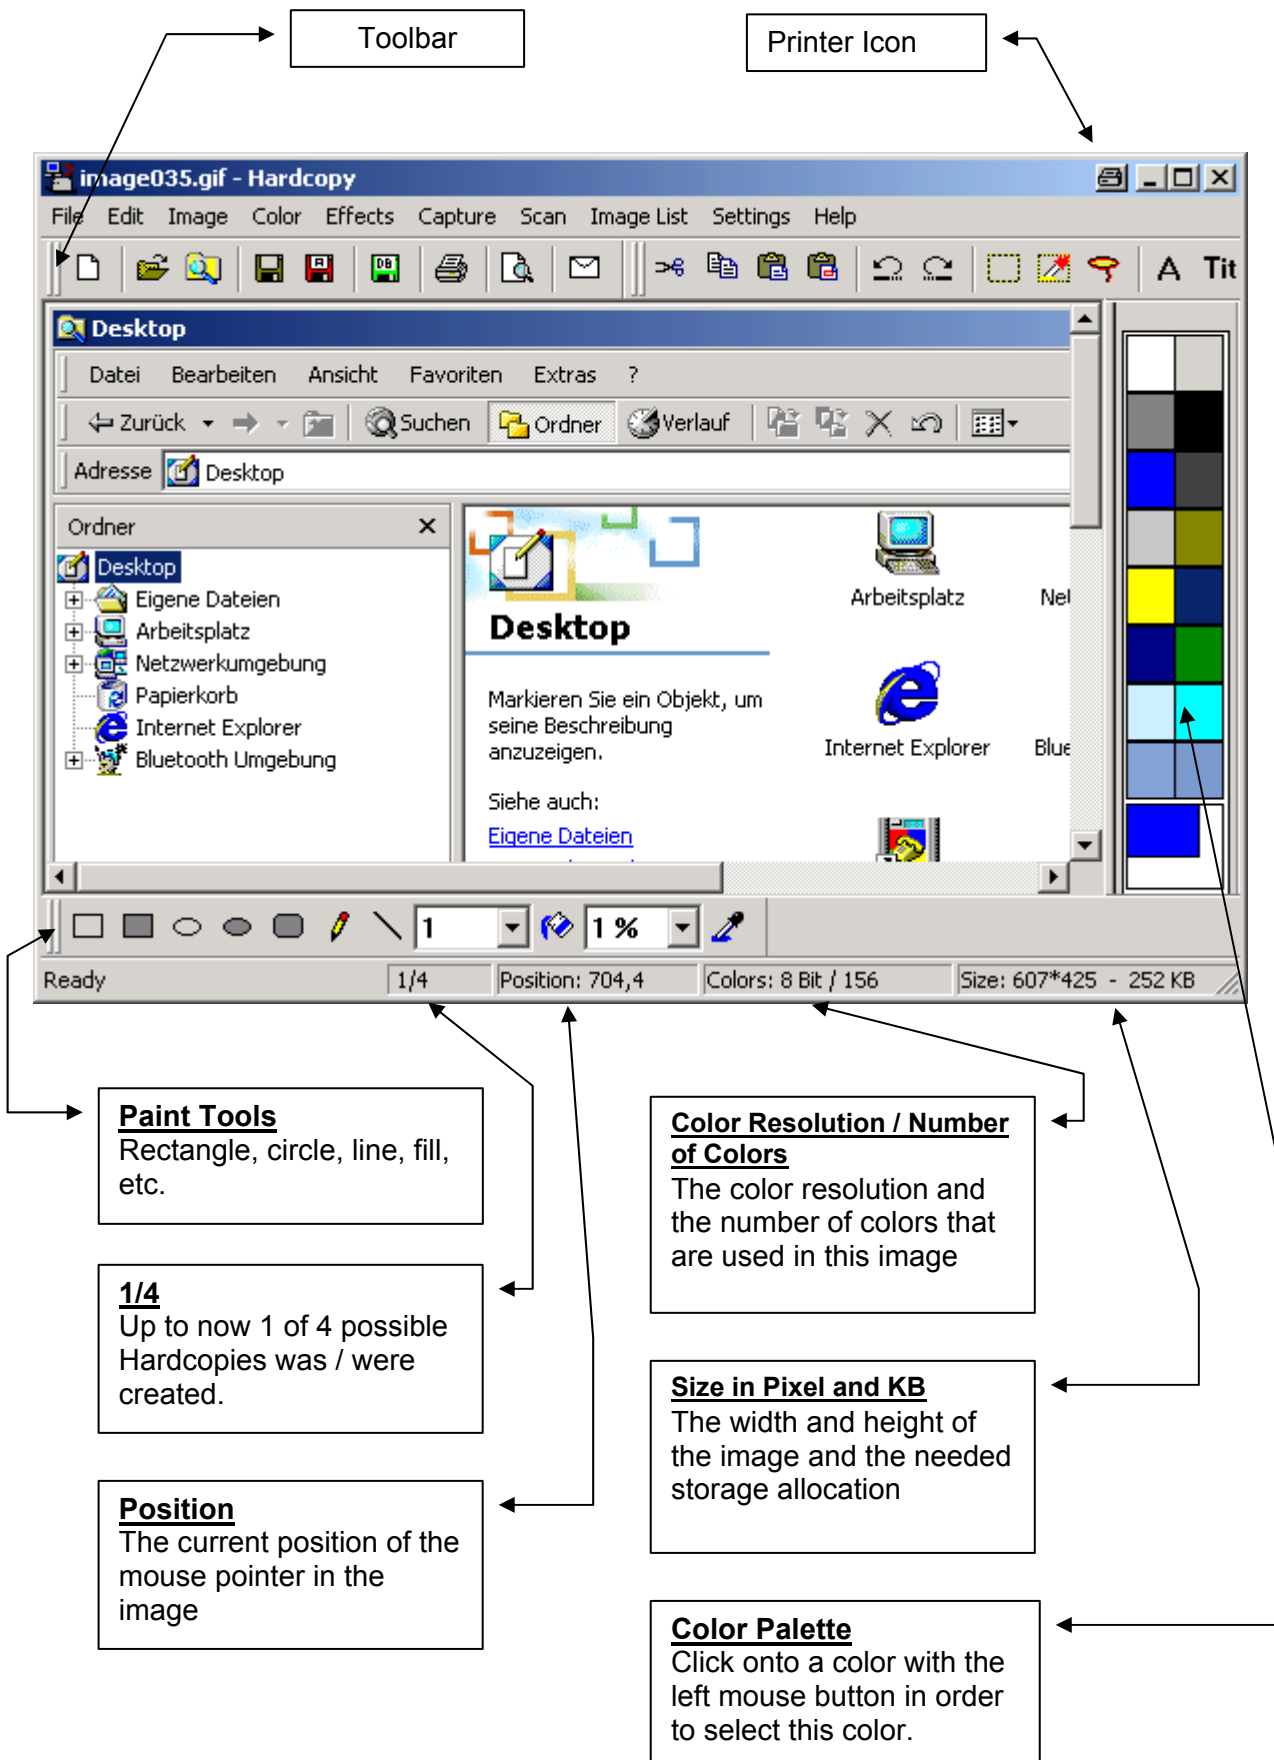 Toolbar
Printer Icon
image035.gif - Hardcopy
File Edit Image Color Effects Capture Scan Image List Settings Help
DB
A Tit
Desktop
Datei Bearbeiten Ansicht Favoriten Extras ?
Zurück Suchen Ordner Verlauf
Adresse Desktop
Ordner
Desktop
Eigene Dateien
Arbeitsplatz
Netzwerkumgebung
Papierkorb
Internet Explorer
Bluetooth Umgebung
Desktop
Markieren Sie ein Objekt, um
seine Beschreibung
anzuzeigen.
Siehe auch:
Eigene Dateien
Arbeitsplatz Net
Internet Explorer Blue
1 1 %
Ready 1/4 Position: 704,4 Colors: 8 Bit / 156 Size: 607*425 - 252 KB
Paint Tools
Rectangle, circle, line, fill,
etc.
1/4
Up to now 1 of 4 possible
Hardcopies was / were
created.
Position
The current position of the
mouse pointer in the
image
Color Resolution / Number
of Colors
The color resolution and
the number of colors that
are used in this image
Size in Pixel and KB
The width and height of
the image and the needed
storage allocation
Color Palette
Click onto a color with the
left mouse button in order
to select this color.